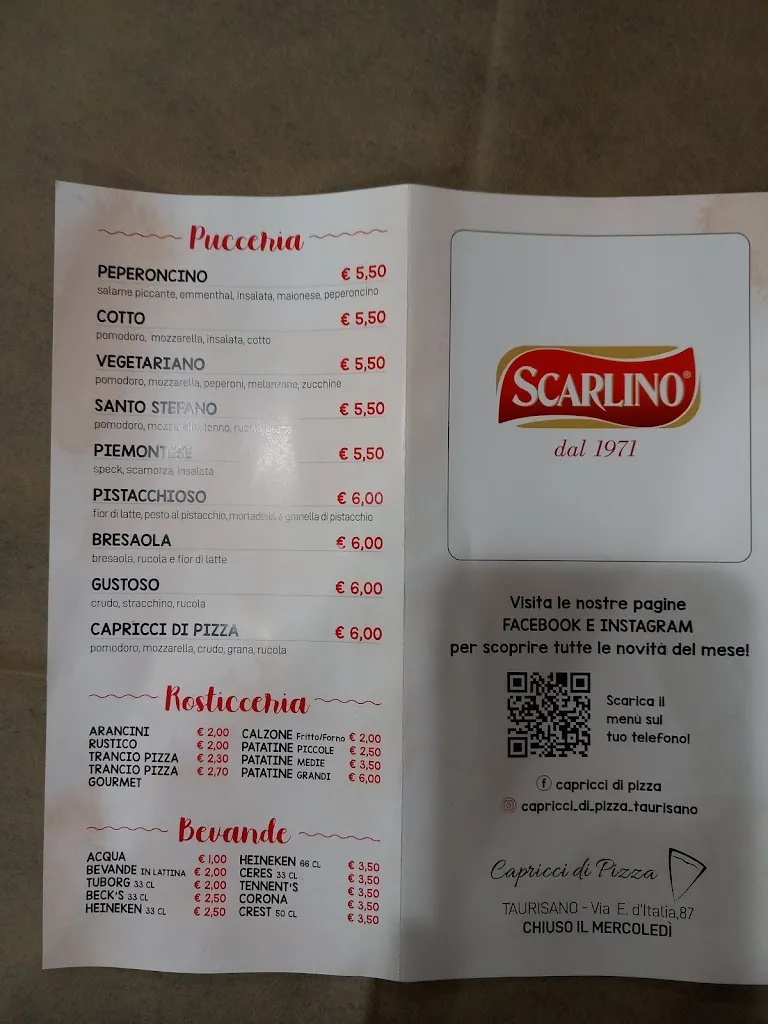 Pucceria
PEPERONCINO € 5,50
salame piccante, emmenthal, insalata, maionese, peperoncino
COTTO € 5,50
pomodoro, mozzarella, insalata, cotto
VEGETARIANO € 5,50
pomodoro, mozzarella, peperoni, melanzane, zucchine
SANTO STEFANO € 5,50
pomodoro, mozzarella, tonno, rucola, grana
PIEMONTESE € 5,50
speck, scamorza, insalata
PISTACCHIOSO € 6,00
fior di latte, pesto al pistacchio, mortadella e granella di pistacchio
BRESAOLA € 6,00
bresaola, rucola e fior di latte
GUSTOSO € 6,00
crudo, stracchino, rucola
CAPRICCI DI PIZZA € 6,00
pomodoro, mozzarella, crudo, grana, rucola
Rosticceria
ARANCINI € 2,00
RUSTICO € 2,00
TRANCIO PIZZA € 2,30
TRANCIO PIZZA € 2,70
GOURMET
CALZONE Fritto/Forno € 2,00
PATATINE PICCOLE € 2,50
PATATINE MEDIE € 3,50
PATATINE GRANDI € 6,00
Bevande
ACQUA € 1,00
BEVANDE IN LATTINA € 2,00
TUBORG 33 CL € 2,00
BECK'S 33 CL € 2,50
HEINEKEN 33 CL € 2,50
HEINEKEN 66 CL € 3,50
CERES 33 CL € 3,50
TENNENT'S € 3,50
CORONA € 3,50
CREST 50 CL € 3,50
SCARLINO®
dal 1971
Visita le nostre pagine
FACEBOOK E INSTAGRAM
per scoprire tutte le novità del mese!
Scarica il
menù sul
tuo telefono!
capricci di pizza
capricci_di_pizza_taurisano
Capricci di Pizza
TAURISANO - Via E. d'Italia,87
CHIUSO IL MERCOLEDÌ